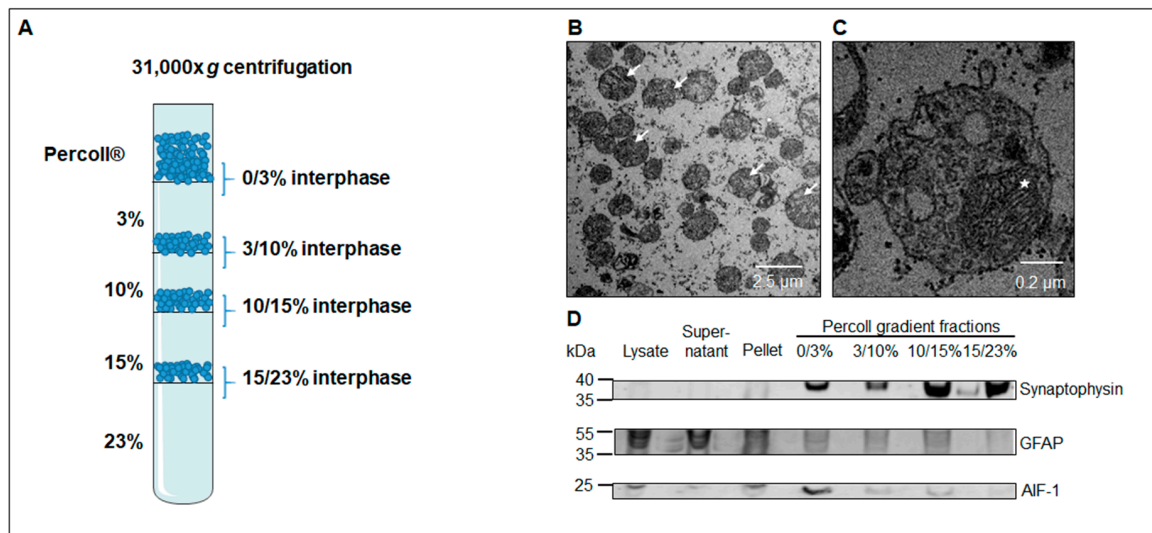 A
31,000x g centrifugation
Percoll®
0/3% interphase
3%
3/10% interphase
10%
10/15% interphase
15%
15/23% interphase
23%
B
2.5 µm
C
0.2 µm
D
Percoll gradient fractions
kDa
Lysate
Super-
natant
Pellet
0/3%
3/10%
10/15%
15/23%
40
35
Synaptophysin
55
35
GFAP
25
AIF-1